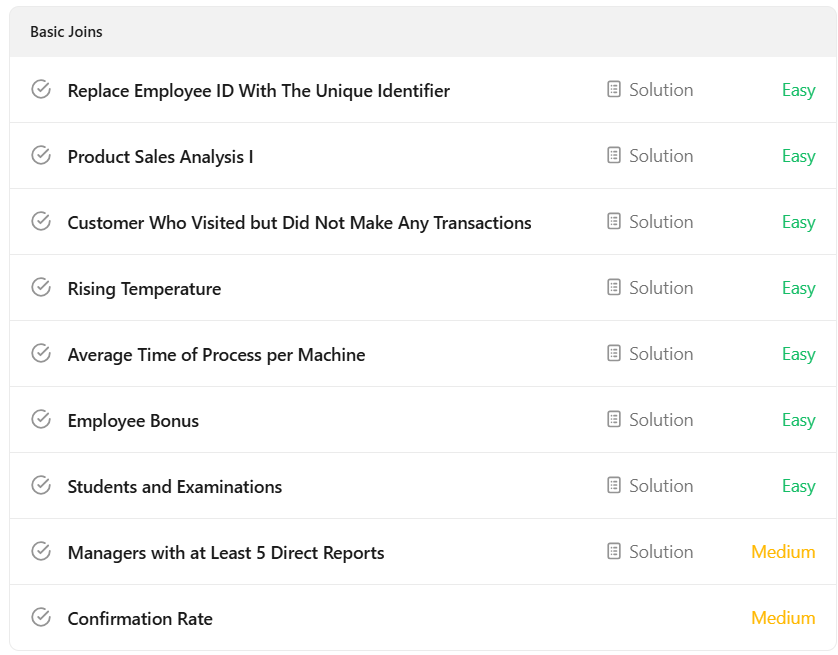 Basic Joins
Replace Employee ID With The Unique Identifier Solution Easy
Product Sales Analysis I Solution Easy
Customer Who Visited but Did Not Make Any Transactions Solution Easy
Rising Temperature Solution Easy
Average Time of Process per Machine Solution Easy
Employee Bonus Solution Easy
Students and Examinations Solution Easy
Managers with at Least 5 Direct Reports Solution Medium
Confirmation Rate Medium